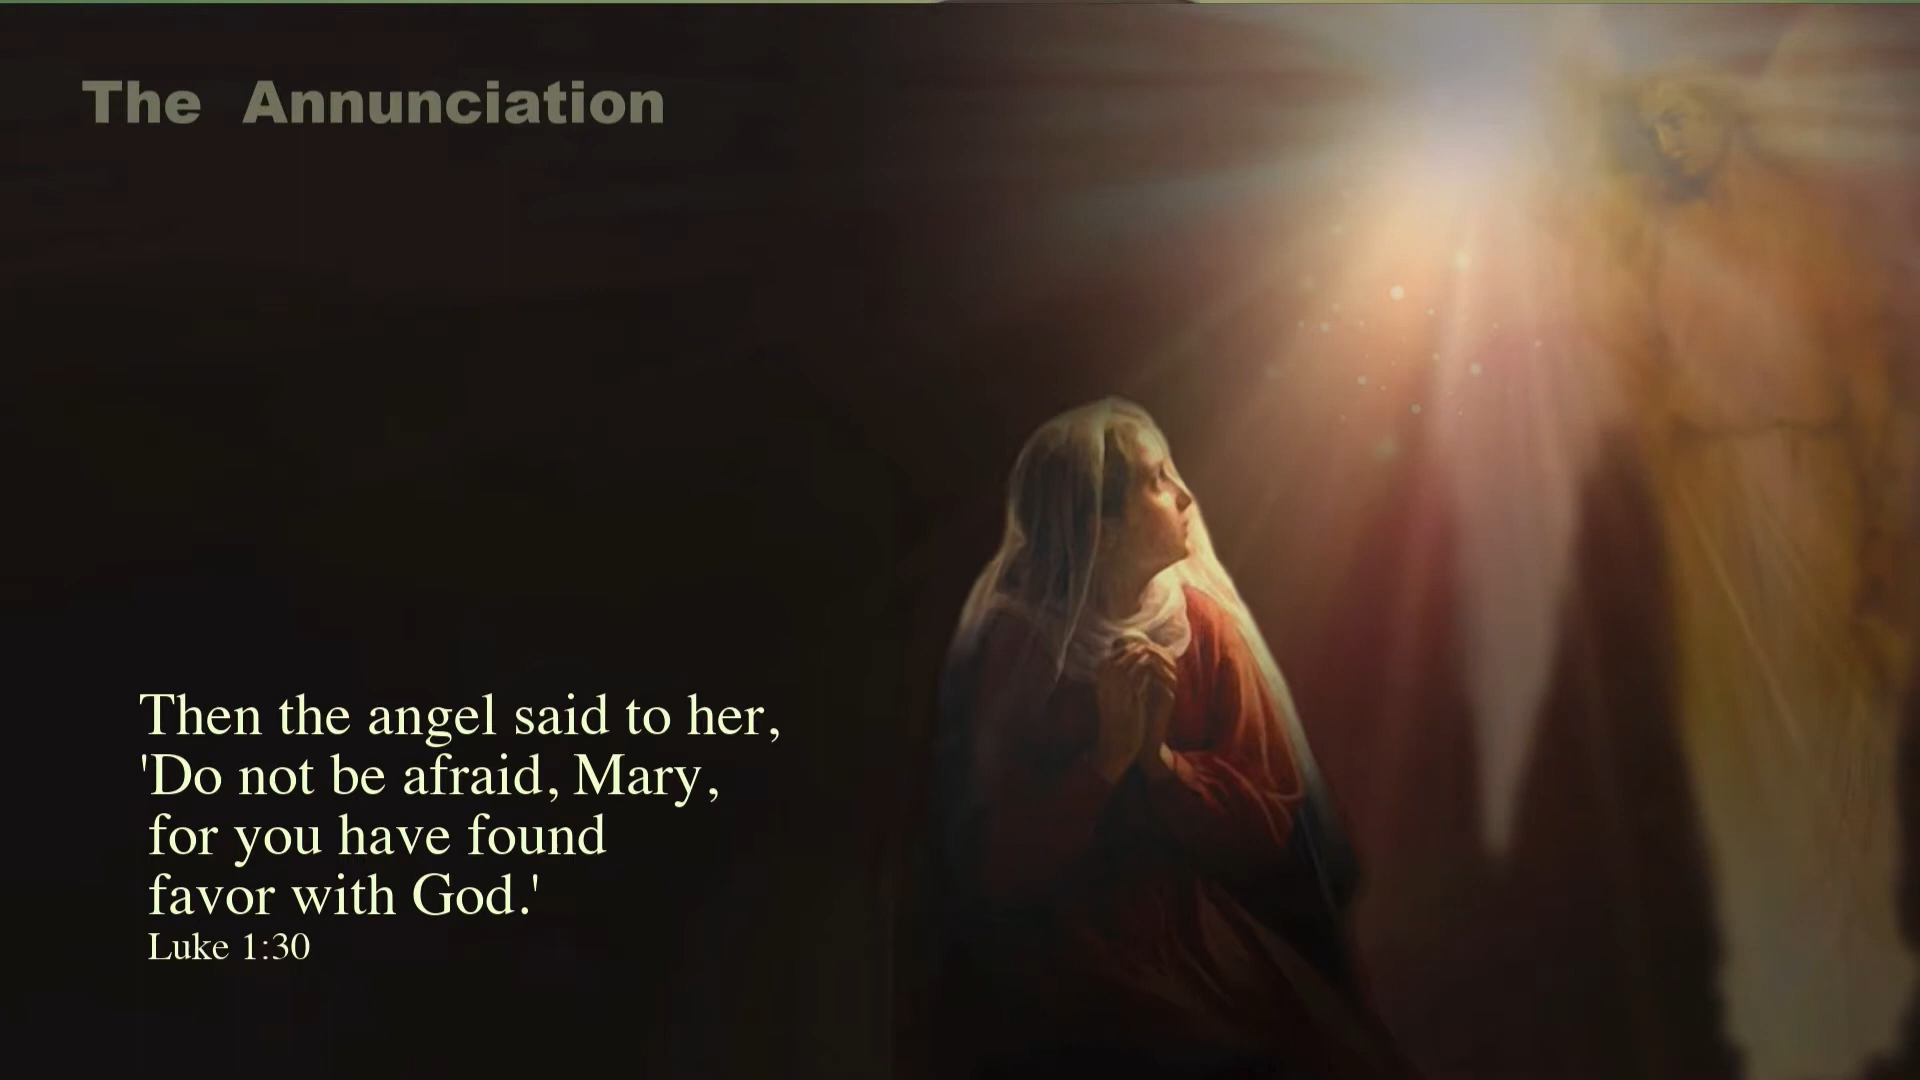 The Annunciation
Then the angel said to her,
'Do not be afraid, Mary,
for you have found
favor with God.'
Luke 1:30